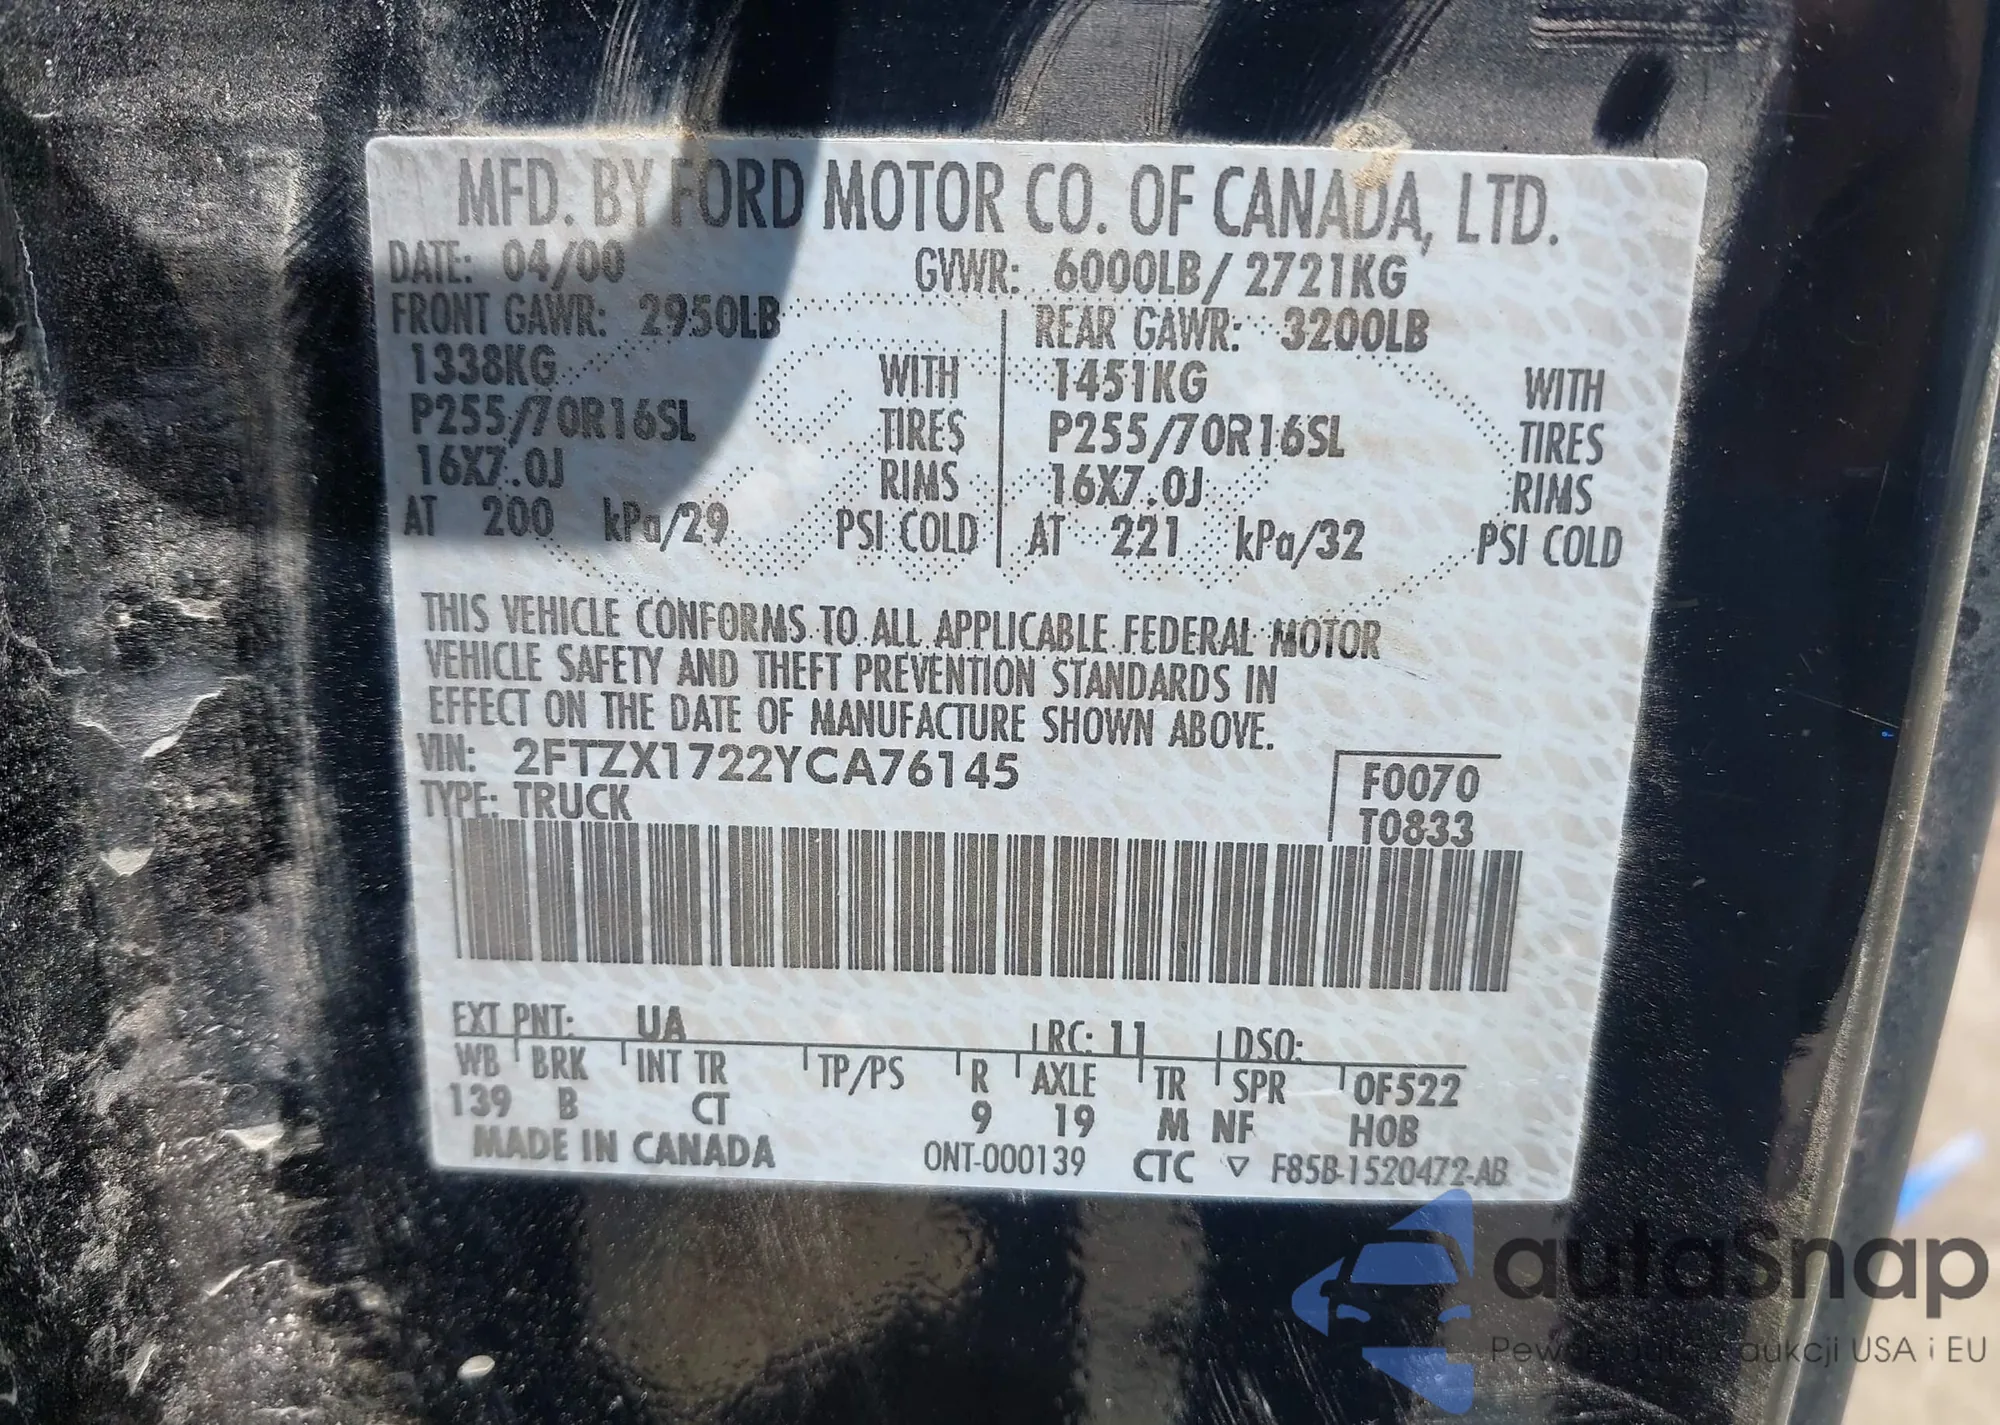 MFD. BY FORD MOTOR CO. OF CANADA, LTD.
DATE: 04/00 GVWR: 6000LB/2721KG
FRONT GAWR: 2950LB REAR GAWR: 3200LB
1338KG WITH 1451KG WITH
P255/70R16SL TIRES P255/70R16SL TIRES
16X7.0J RIMS 16X7.0J RIMS
AT 200 kPa/29 PSI COLD AT 221 kPa/32 PSI COLD
THIS VEHICLE CONFORMS TO ALL APPLICABLE FEDERAL MOTOR
VEHICLE SAFETY AND THEFT PREVENTION STANDARDS IN
EFFECT ON THE DATE OF MANUFACTURE SHOWN ABOVE.
VIN: 2FTZX1722YCA76145 F0070
TYPE: TRUCK T0833
EXT PNT: UA RC: 11 DSO:
WB BRK INT TR TP/PS R AXLE TR SPR 0F522
139 B CT 9 19 M NF H0B
MADE IN CANADA ONT-000139 CTC F85B-1520472-AB
autasnap
aukcji USA i EU